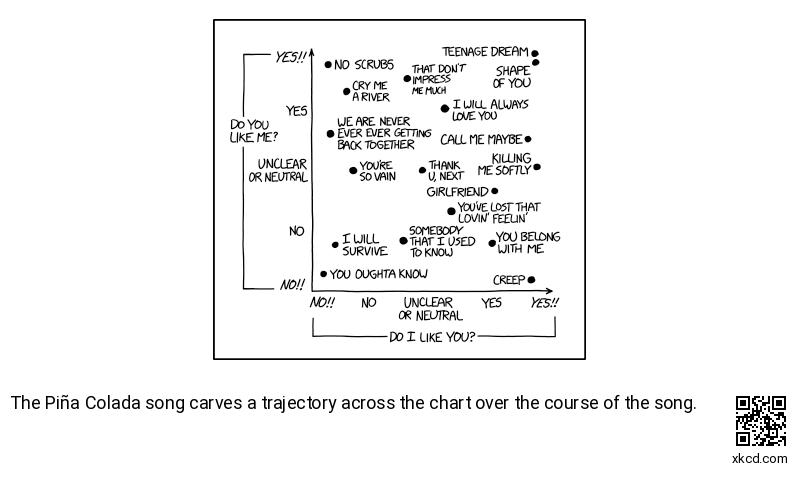 YES!!
YES
DO YOU
LIKE ME?
UNCLEAR
OR NEUTRAL
NO
NO!!
TEENAGE DREAM
SHAPE
OF YOU
NO SCRUBS
THAT DON'T
IMPRESS
ME MUCH
CRY ME
A RIVER
I WILL ALWAYS
LOVE YOU
WE ARE NEVER
EVER EVER GETTING
BACK TOGETHER
CALL ME MAYBE
YOU'RE
SO VAIN
THANK
U, NEXT
KILLING
ME SOFTLY
GIRLFRIEND
YOU'VE LOST THAT
LOVIN' FEELIN'
I WILL
SURVIVE
SOMEBODY
THAT I USED
TO KNOW
YOU BELONG
WITH ME
YOU OUGHTA KNOW
CREEP
NO!!
NO
UNCLEAR
OR NEUTRAL
YES
YES!!
DO I LIKE YOU?
The Piña Colada song carves a trajectory across the chart over the course of the song.
xkcd.com